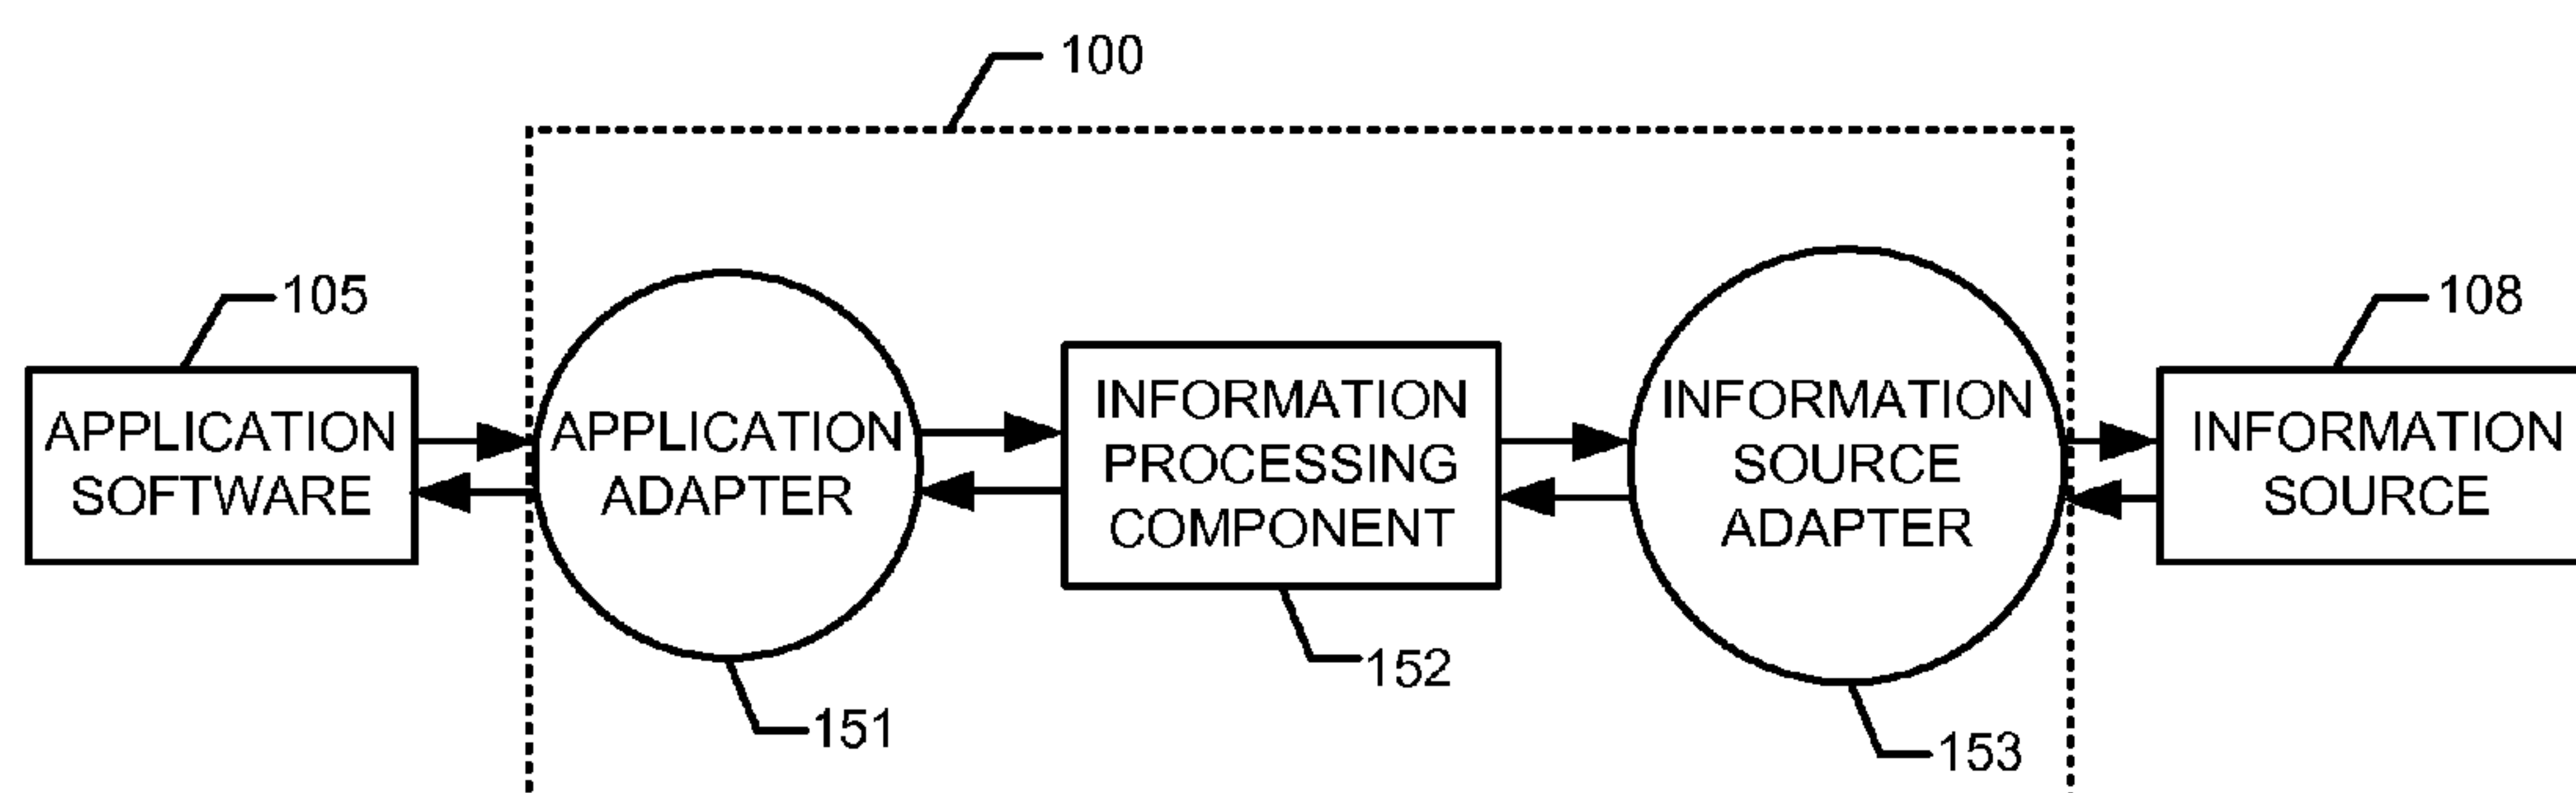 100
105
108
APPLICATION
SOFTWARE
APPLICATION
ADAPTER
INFORMATION
PROCESSING
COMPONENT
INFORMATION
SOURCE
ADAPTER
INFORMATION
SOURCE
151
152
153